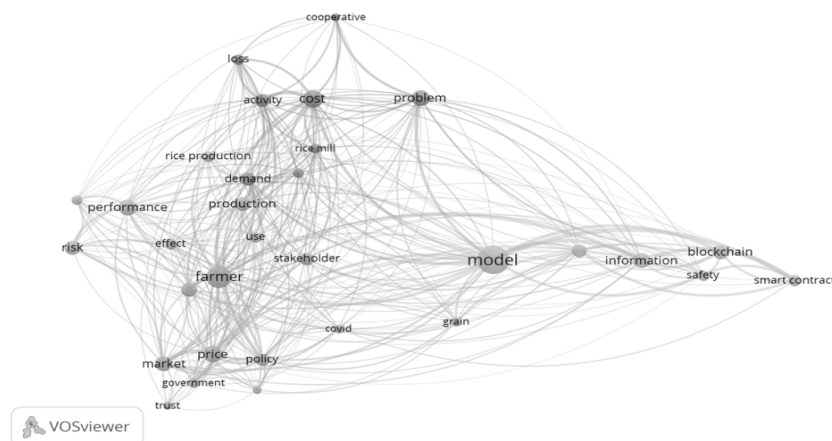 cooperative
loss
activity
cost
problem
rice mill
rice production
demand
production
performance
use
risk
effect
stakeholder
farmer
model
information
blockchain
safety
smart contract
grain
covid
market
price
policy
government
trust
VOSviewer